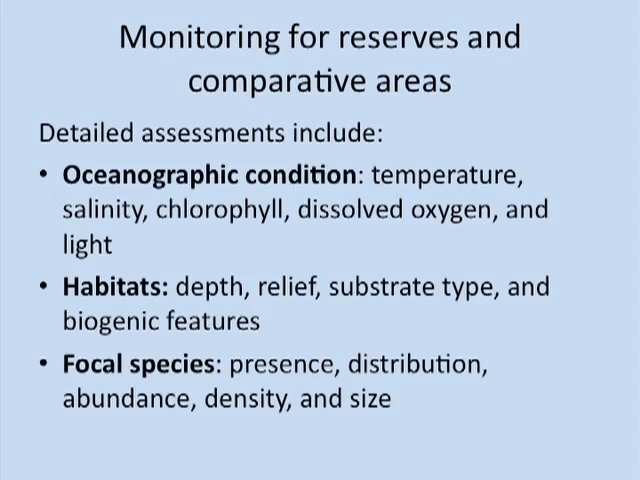 Monitoring for reserves and
comparative areas
Detailed assessments include:
• Oceanographic condition: temperature,
salinity, chlorophyll, dissolved oxygen, and
light
• Habitats: depth, relief, substrate type, and
biogenic features
• Focal species: presence, distribution,
abundance, density, and size